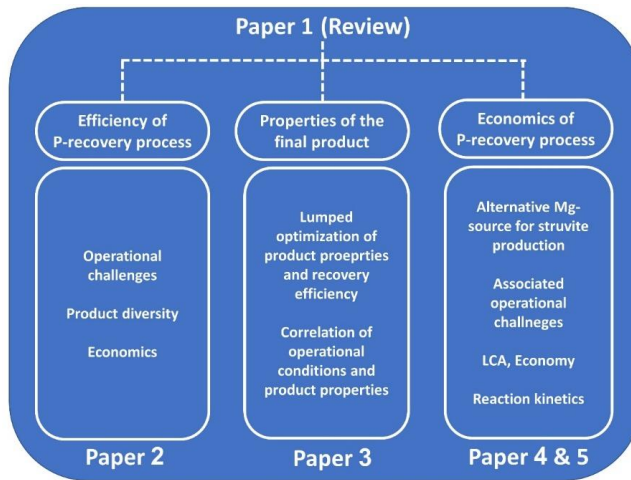 Paper 1 (Review)
Efficiency of
P-recovery process
Properties of the
final product
Economics of
P-recovery process
Operational
challenges
Product diversity
Economics
Lumped
optimization of
product proeprties
and recovery
efficiency
Correlation of
operational
conditions and
product properties
Alternative Mg-
source for struvite
production
Associated
operational
challneges
LCA, Economy
Reaction kinetics
Paper 2
Paper 3
Paper 4 & 5